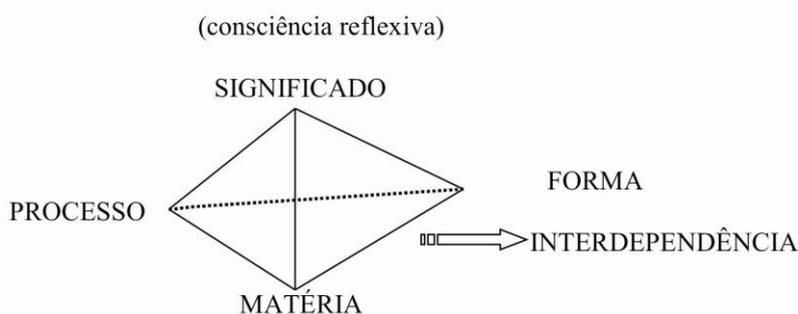 (consciência reflexiva)
SIGNIFICADO
FORMA
PROCESSO
INTERDEPENDÊNCIA
MATÉRIA